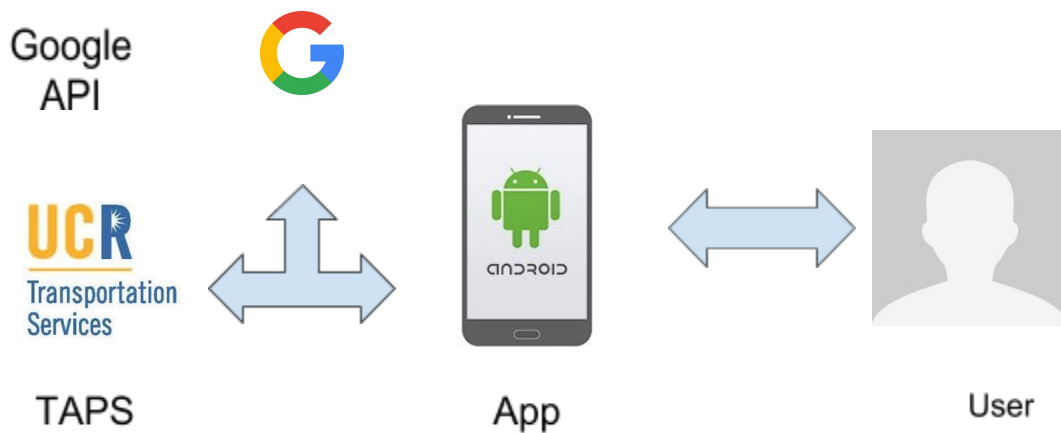 Google
API
UCR
Transportation
Services
TAPS
ANDROID
App
User